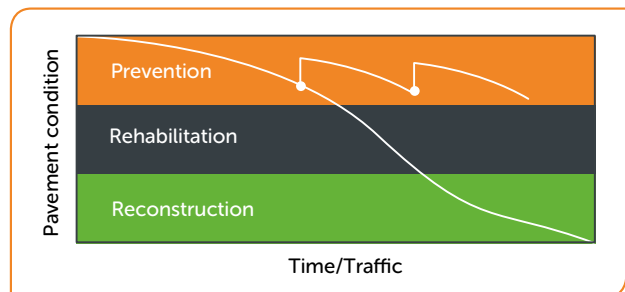 Pavement condition
Prevention
Rehabilitation
Reconstruction
Time/Traffic